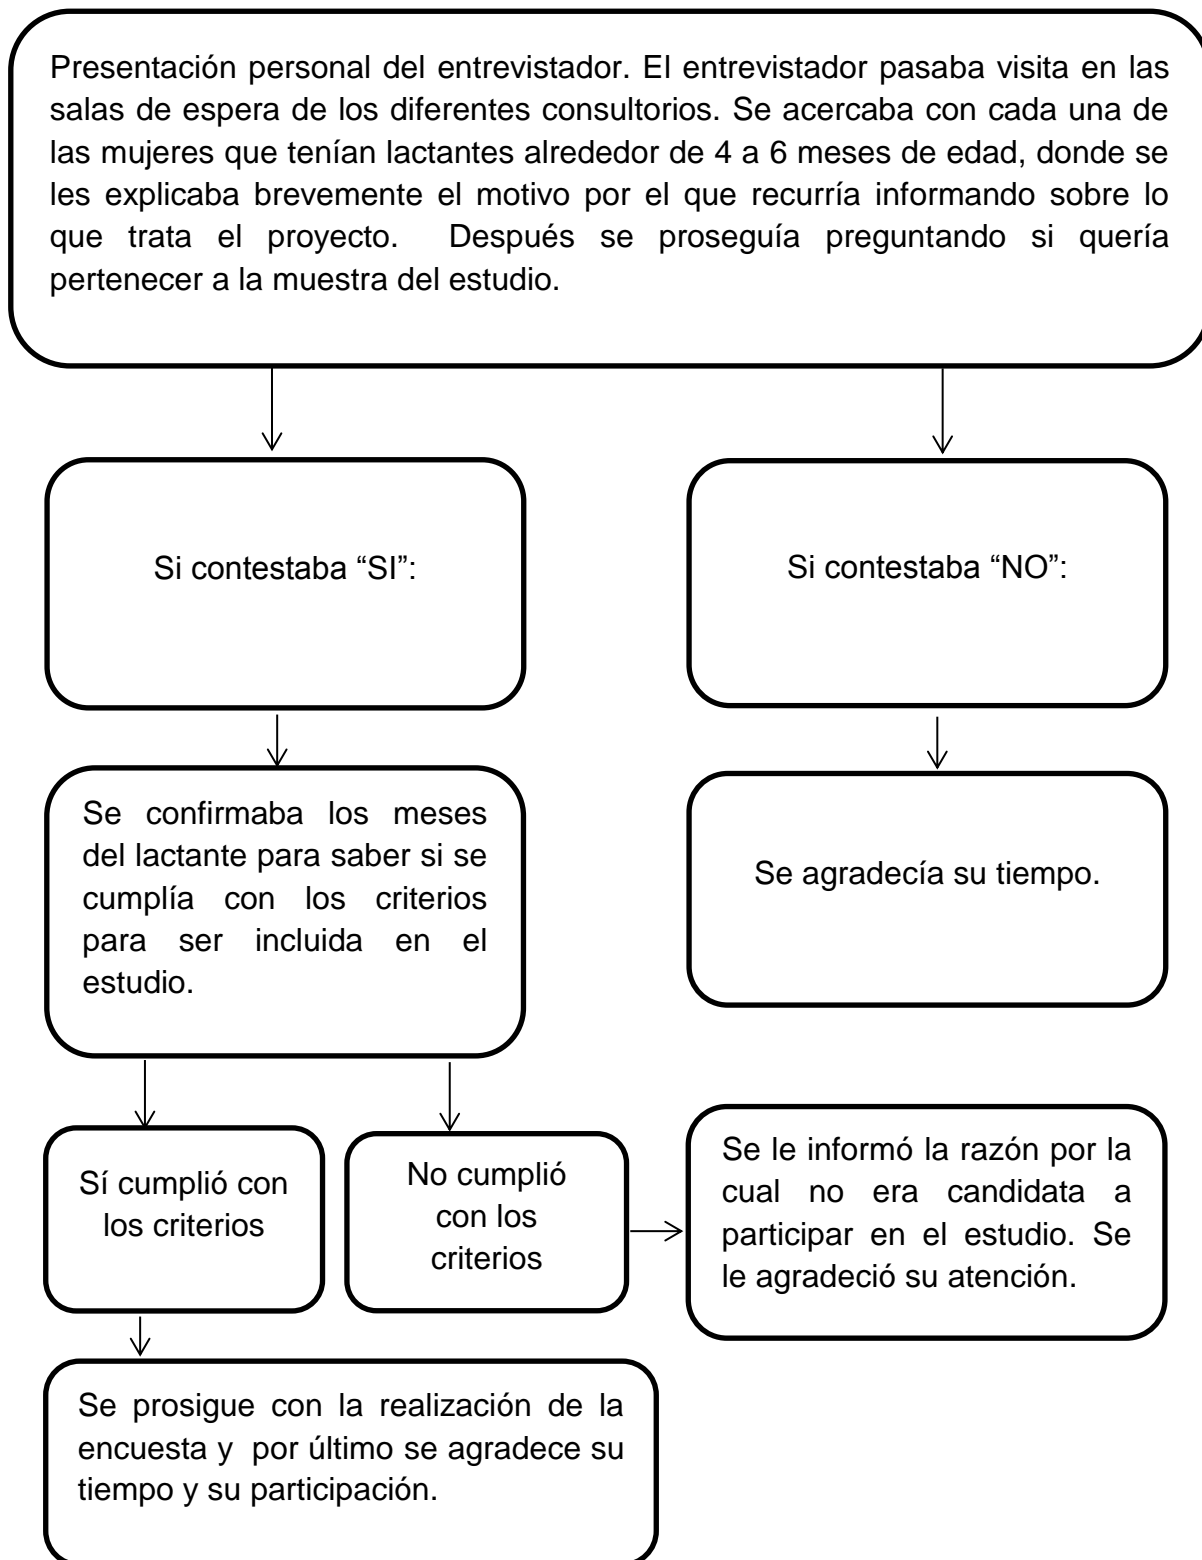 Presentación personal del entrevistador. El entrevistador pasaba visita en las
salas de espera de los diferentes consultorios. Se acercaba con cada una de
las mujeres que tenían lactantes alrededor de 4 a 6 meses de edad, donde se
les explicaba brevemente el motivo por el que recurría informando sobre lo
que trata el proyecto. Después se proseguía preguntando si quería
pertenecer a la muestra del estudio.
Si contestaba “SI”:
Si contestaba “NO”:
Se confirmaba los meses
del lactante para saber si se
cumplía con los criterios
para ser incluida en el
estudio.
Se agradecía su tiempo.
Sí cumplió con
los criterios
No cumplió
con los
criterios
Se le informó la razón por la
cual no era candidata a
participar en el estudio. Se
le agradeció su atención.
Se prosigue con la realización de la
encuesta y por último se agradece su
tiempo y su participación.